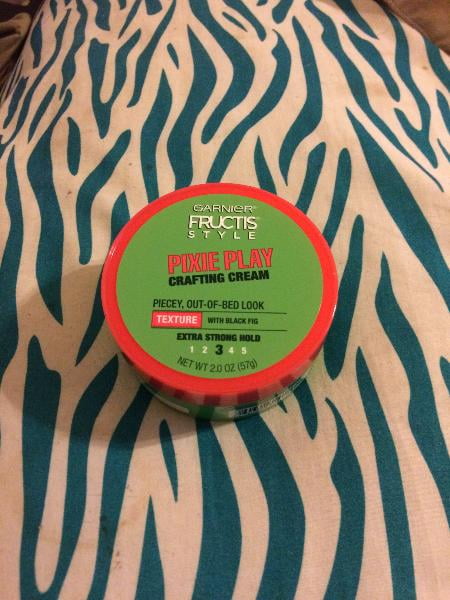 GARNIER®
FRUCTIS®
STYLE
PIXIE PLAY
CRAFTING CREAM
PIECEY, OUT-OF-BED LOOK
TEXTURE WITH BLACK FIG
EXTRA STRONG HOLD
1 2 3 4 5
NET WT 2.0 OZ (57g)